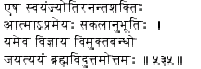 एष स्वयंज्योतिरनन्तशक्तिः
आत्माऽप्रमेयः सकलानुभूतिः ।
यमेव विज्ञाय विमुक्तबन्धो
जयत्ययं ब्रह्मविदुत्तमोत्तमः ॥ ५३५॥